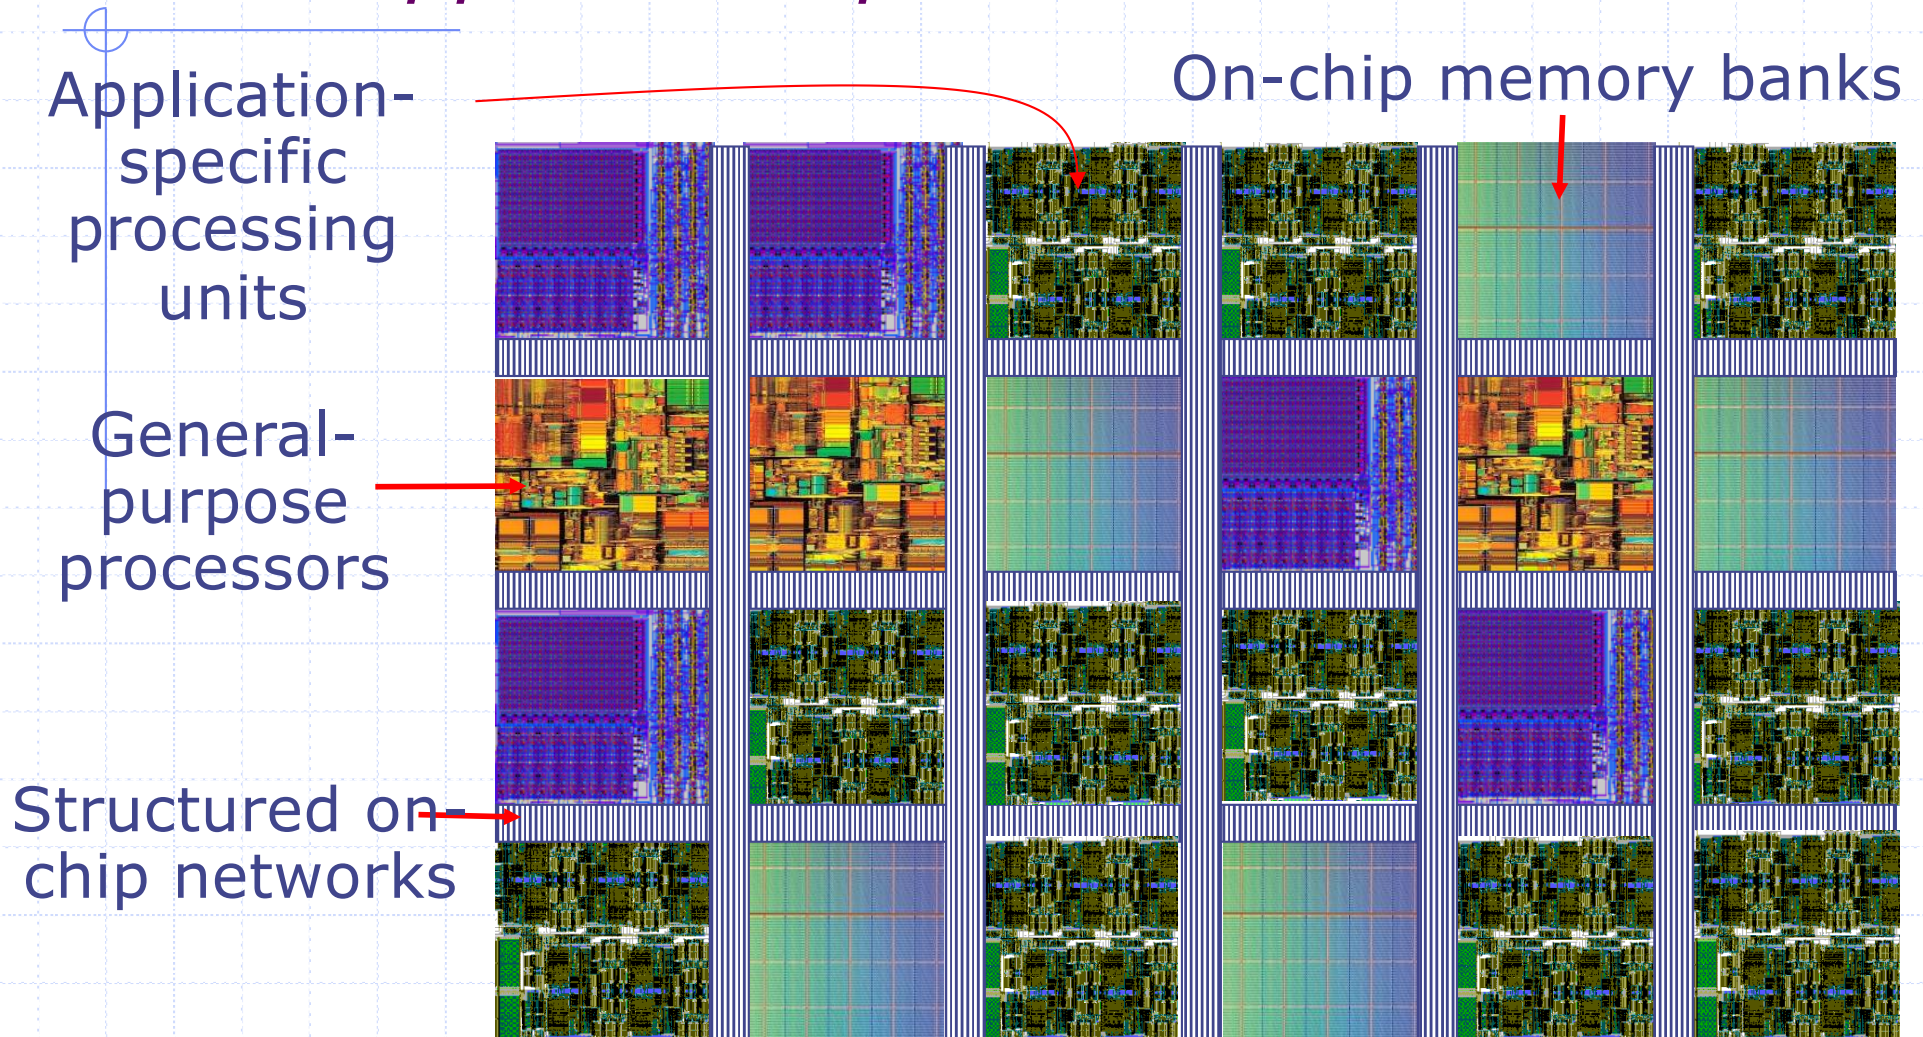 Application-
specific
processing
units
On-chip memory banks
General-
purpose
processors
Structured on-
chip networks